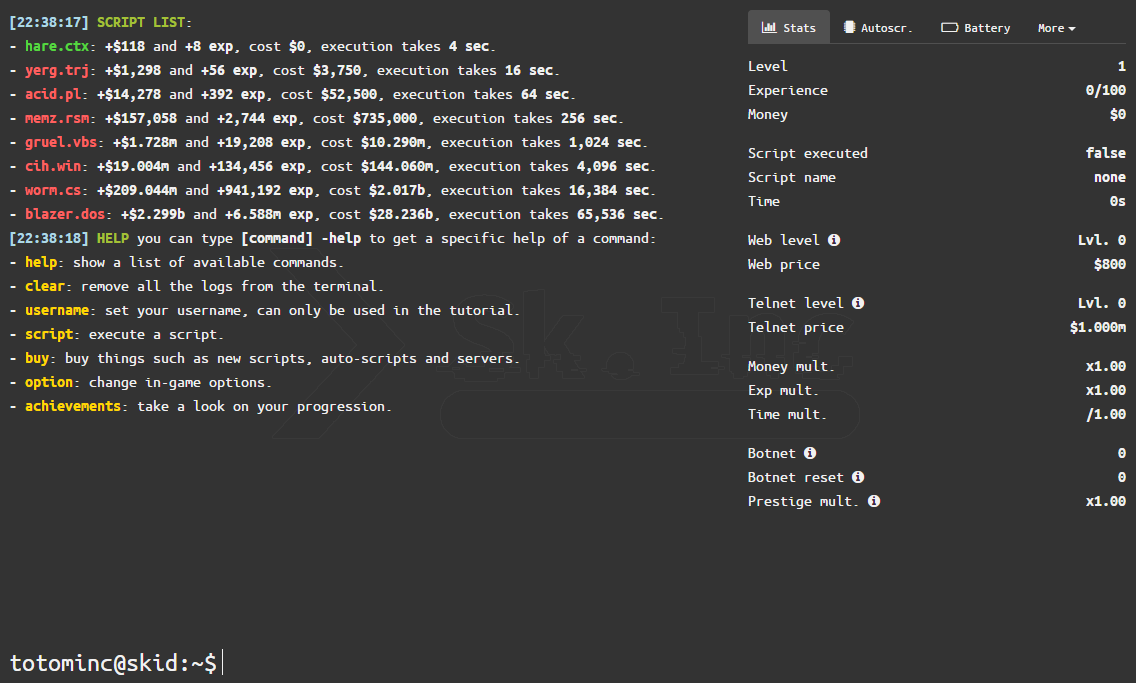 [22:38:17] SCRIPT LIST:
- hare.ctx: +$118 and +8 exp, cost $0, execution takes 4 sec.
- yerg.trj: +$1,298 and +56 exp, cost $3,750, execution takes 16 sec.
- acid.pl: +$14,278 and +392 exp, cost $52,500, execution takes 64 sec.
- memz.rsm: +$157,058 and +2,744 exp, cost $735,000, execution takes 256 sec.
- gruel.vbs: +$1.728m and +19,208 exp, cost $10.290m, execution takes 1,024 sec.
- cih.win: +$19.004m and +134,456 exp, cost $144.060m, execution takes 4,096 sec.
- worm.cs: +$209.044m and +941,192 exp, cost $2.017b, execution takes 16,384 sec.
- blazer.dos: +$2.299b and +6.588m exp, cost $28.236b, execution takes 65,536 sec.
[22:38:18] HELP you can type [command] -help to get a specific help of a command:
- help: show a list of available commands.
- clear: remove all the logs from the terminal.
- username: set your username, can only be used in the tutorial.
- script: execute a script.
- buy: buy things such as new scripts, auto-scripts and servers.
- option: change in-game options.
- achievements: take a look on your progression.
Sk. Inc
totominc@skid:~$
Stats Autoscr. Battery More
Level 1
Experience 0/100
Money $0
Script executed false
Script name none
Time 0s
Web level Lvl. 0
Web price $800
Telnet level Lvl. 0
Telnet price $1.000m
Money mult. x1.00
Exp mult. x1.00
Time mult. /1.00
Botnet 0
Botnet reset 0
Prestige mult. x1.00